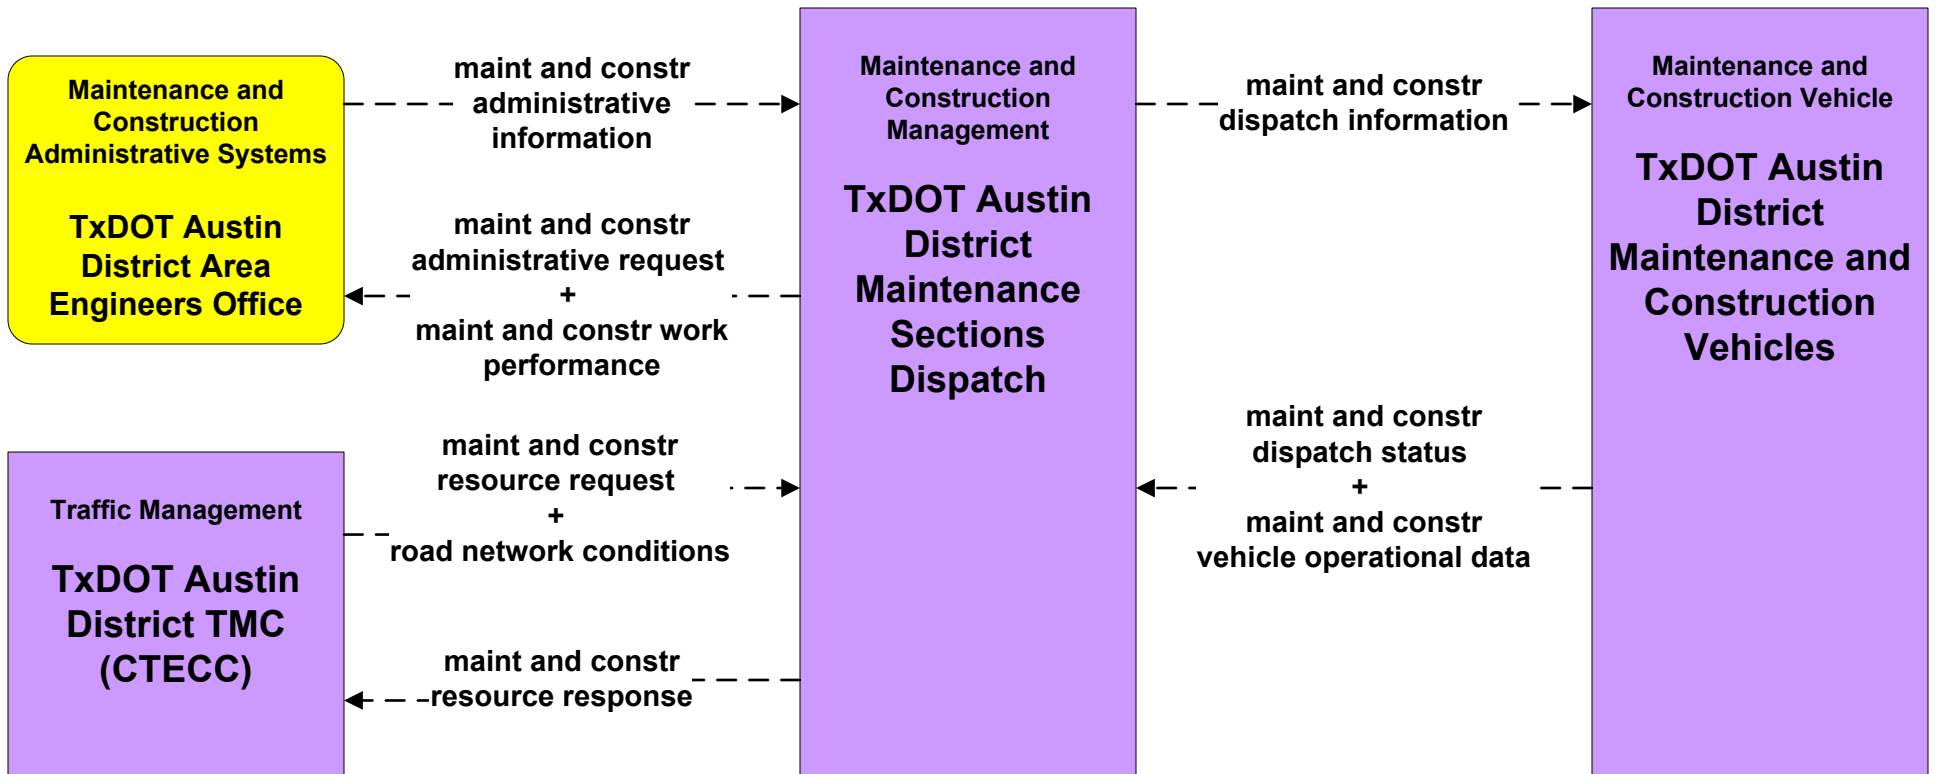 Maintenance and
Construction
Administrative Systems
TxDOT Austin
District Area
Engineers Office
maint and constr
administrative
information
maint and constr
administrative request
+
maint and constr work
performance
Maintenance and
Construction
Management
TxDOT Austin
District
Maintenance
Sections
Dispatch
maint and constr
dispatch information
Maintenance and
Construction Vehicle
TxDOT Austin
District
Maintenance and
Construction
Vehicles
Traffic Management
TxDOT Austin
District TMC
(CTECC)
maint and constr
resource request
+
road network conditions
maint and constr
resource response
maint and constr
dispatch status
+
maint and constr
vehicle operational data